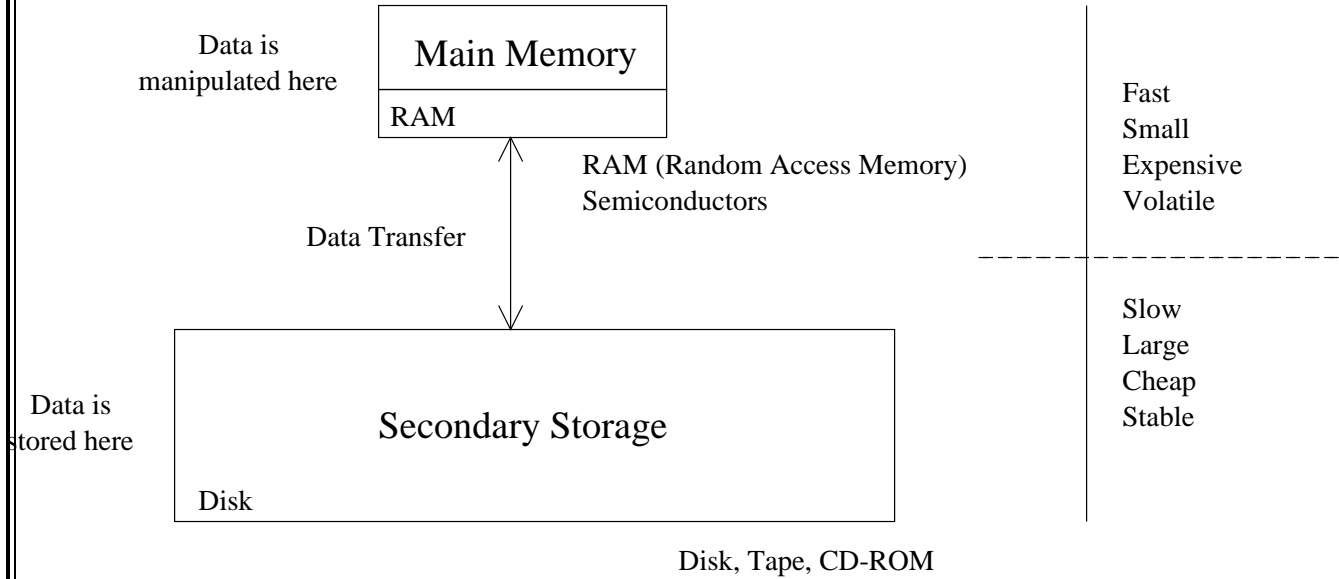 Data is
manipulated here
Main Memory
RAM
RAM (Random Access Memory)
Semiconductors
Data Transfer
Fast
Small
Expensive
Volatile
Data is
stored here
Secondary Storage
Disk
Disk, Tape, CD-ROM
Slow
Large
Cheap
Stable